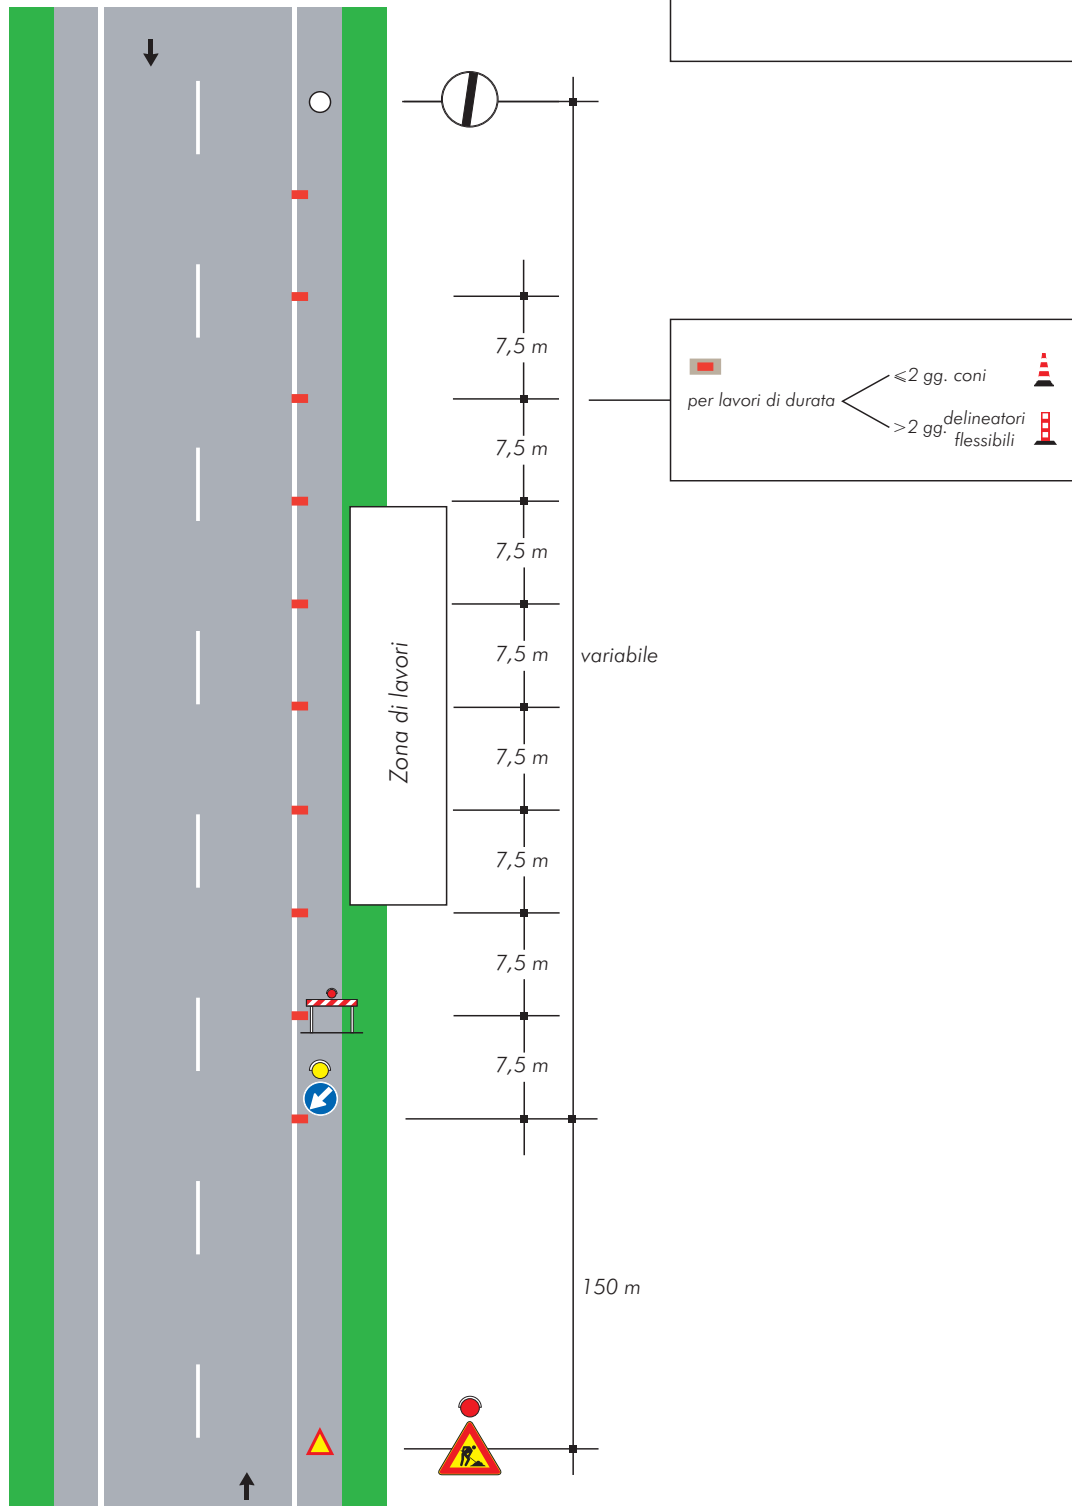 7,5 m
per lavori di durata
⩽2 gg. coni
>2 gg. delineatori
flessibili
7,5 m
7,5 m
7,5 m
variabile
Zona di lavori
7,5 m
7,5 m
7,5 m
7,5 m
150 m